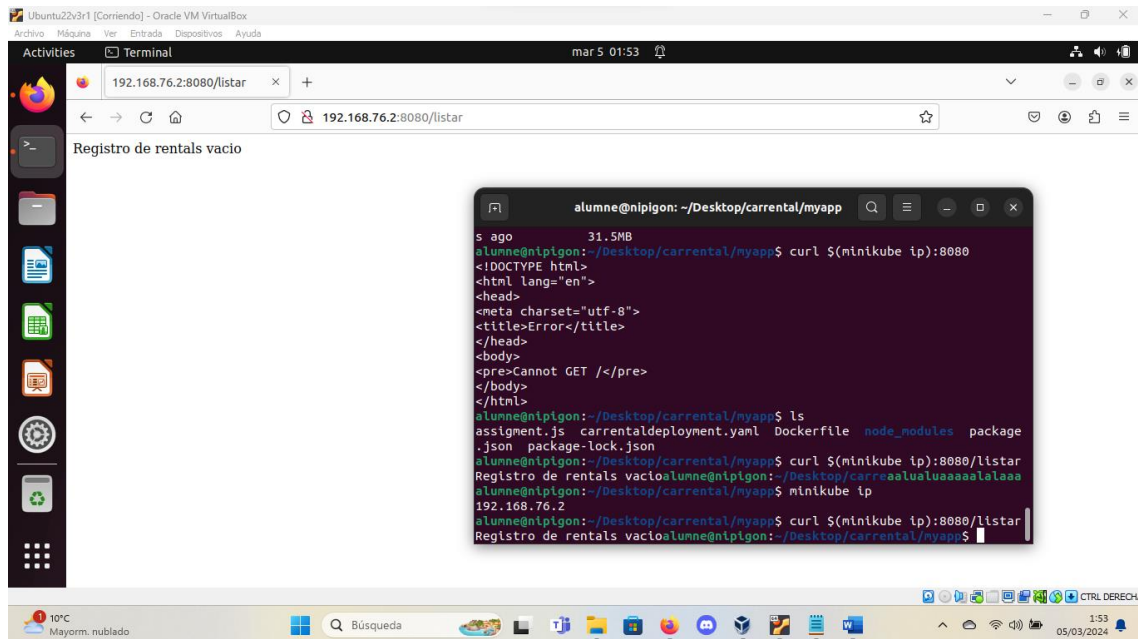 Ubuntu22v3r1 [Corriendo] - Oracle VM VirtualBox
Archivo Máquina Ver Entrada Dispositivos Ayuda
Activities Terminal mar 5 01:53
192.168.76.2:8080/listar
192.168.76.2:8080/listar
Registro de rentals vacio
alumne@nipigon: ~/Desktop/carrental/myapp
s ago 31.5MB
alumne@nipigon:~/Desktop/carrental/myapp$ curl $(minikube ip):8080
<!DOCTYPE html>
<html lang="en">
<head>
<meta charset="utf-8">
<title>Error</title>
</head>
<body>
<pre>Cannot GET /</pre>
</body>
</html>
alumne@nipigon:~/Desktop/carrental/myapp$ ls
assigment.js carrentaldeployment.yaml Dockerfile node_modules package
.json package-lock.json
alumne@nipigon:~/Desktop/carrental/myapp$ curl $(minikube ip):8080/listar
Registro de rentals vacioalumne@nipigon:~/Desktop/carreaalualuaaaaalalaaa
alumne@nipigon:~/Desktop/carrental/myapp$ minikube ip
192.168.76.2
alumne@nipigon:~/Desktop/carrental/myapp$ curl $(minikube ip):8080/listar
Registro de rentals vacioalumne@nipigon:~/Desktop/carrental/myapp$
CTRL DERECH
1
10°C
Mayorm. nublado
Búsqueda
1:53
05/03/2024